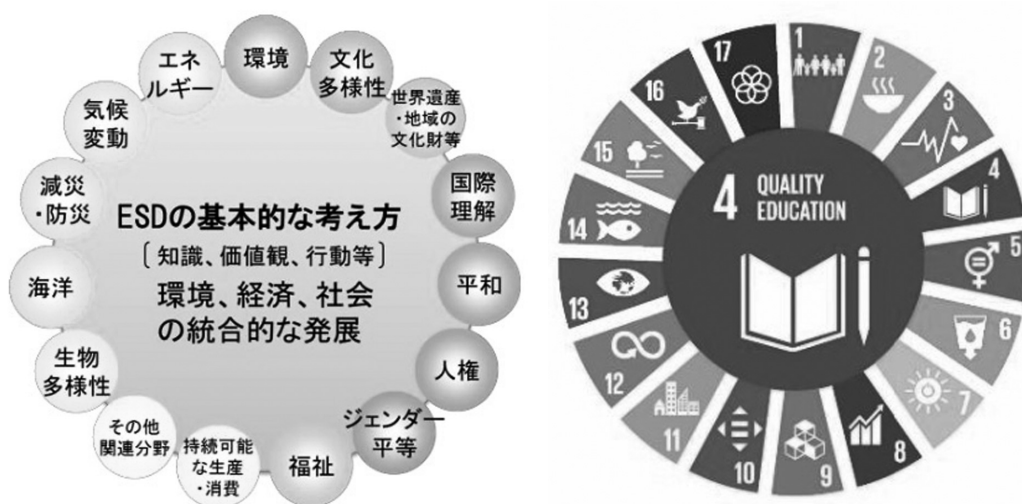 環境
文化
多様性
世界遺産
・地域の
文化財等
国際
理解
平和
人権
ジェンダー
平等
福祉
持続可能
な生産
・消費
その他
関連分野
生物
多様性
海洋
減災
・防災
気候
変動
エネ
ルギー
ESDの基本的な考え方
[知識、価値観、行動等]
環境、経済、社会
の統合的な発展
1
2
3
4
5
6
7
8
9
10
11
12
13
14
15
16
17
4 QUALITY
EDUCATION